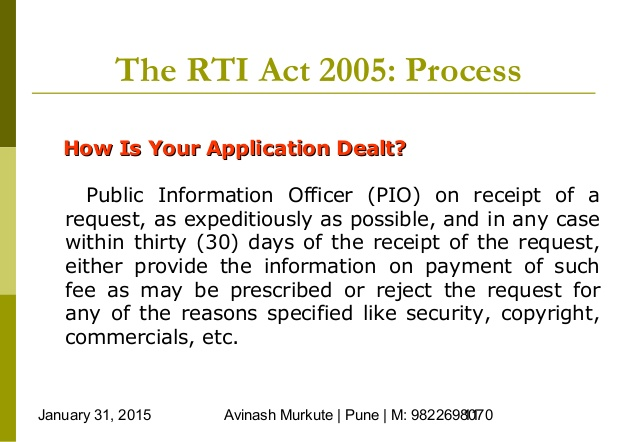 The RTI Act 2005: Process
How Is Your Application Dealt?
Public Information Officer (PIO) on receipt of a
request, as expeditiously as possible, and in any case
within thirty (30) days of the receipt of the request,
either provide the information on payment of such
fee as may be prescribed or reject the request for
any of the reasons specified like security, copyright,
commercials, etc.
January 31, 2015 Avinash Murkute | Pune | M: 9822698070 11